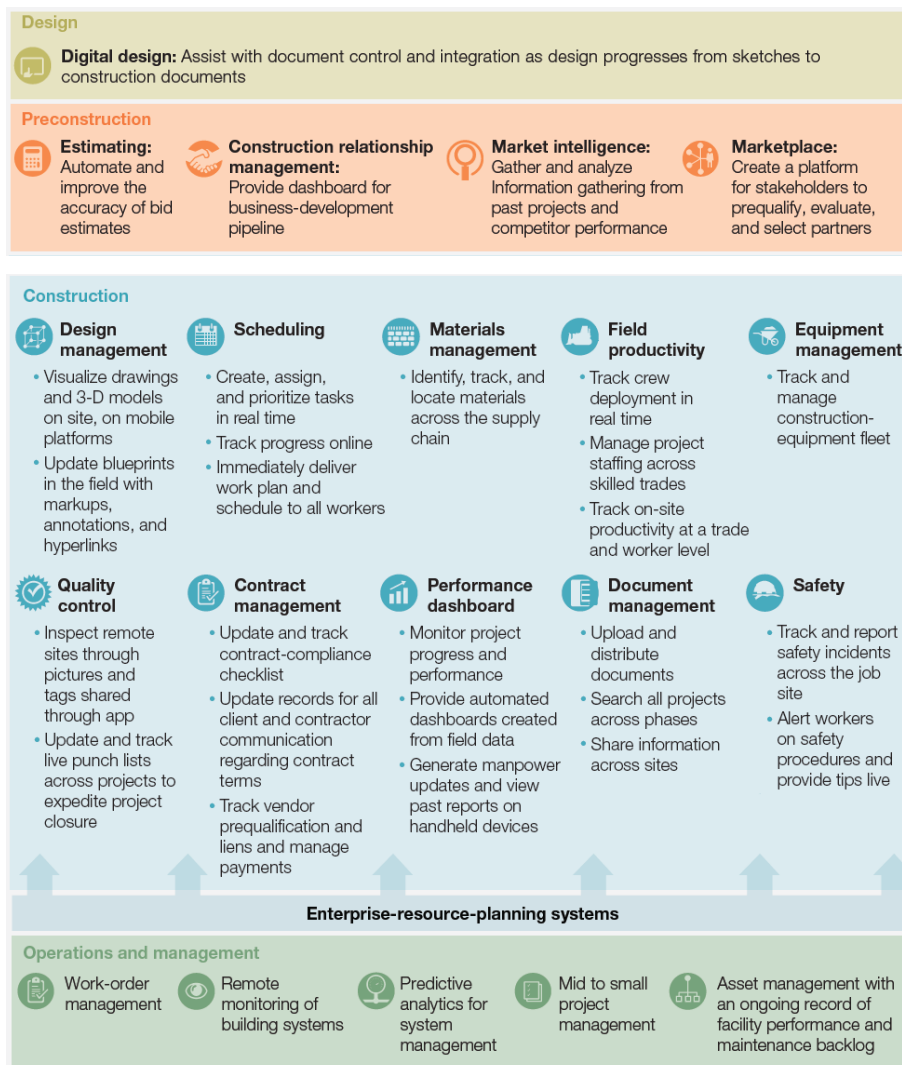 Design
Digital design: Assist with document control and integration as design progresses from sketches to
construction documents
Preconstruction
Estimating:
Automate and
improve the
accuracy of bid
estimates
Construction relationship
management:
Provide dashboard for
business-development
pipeline
Market intelligence:
Gather and analyze
Information gathering from
past projects and
competitor performance
Marketplace:
Create a platform
for stakeholders to
prequalify, evaluate,
and select partners
Construction
Design
management
• Visualize drawings
and 3-D models
on site, on mobile
platforms
• Update blueprints
in the field with
markups,
annotations, and
hyperlinks
Scheduling
• Create, assign,
and prioritize tasks
in real time
• Track progress online
• Immediately deliver
work plan and
schedule to all workers
Materials
management
• Identify, track, and
locate materials
across the supply
chain
Field
productivity
• Track crew
deployment in
real time
• Manage project
staffing across
skilled trades
• Track on-site
productivity at a trade
and worker level
Equipment
management
• Track and
manage
construction-
equipment fleet
Quality
control
• Inspect remote
sites through
pictures and
tags shared
through app
• Update and track
live punch lists
across projects to
expedite project
closure
Contract
management
• Update and track
contract-compliance
checklist
• Update records for all
client and contractor
communication
regarding contract
terms
• Track vendor
prequalification and
liens and manage
payments
Performance
dashboard
• Monitor project
progress and
performance
• Provide automated
dashboards created
from field data
• Generate manpower
updates and view
past reports on
handheld devices
Document
management
• Upload and
distribute
documents
• Search all projects
across phases
• Share information
across sites
Safety
• Track and report
safety incidents
across the job
site
• Alert workers
on safety
procedures and
provide tips live
Enterprise-resource-planning systems
Operations and management
Work-order
management
Remote
monitoring of
building systems
Predictive
analytics for
system
management
Mid to small
project
management
Asset management with
an ongoing record of
facility performance and
maintenance backlog